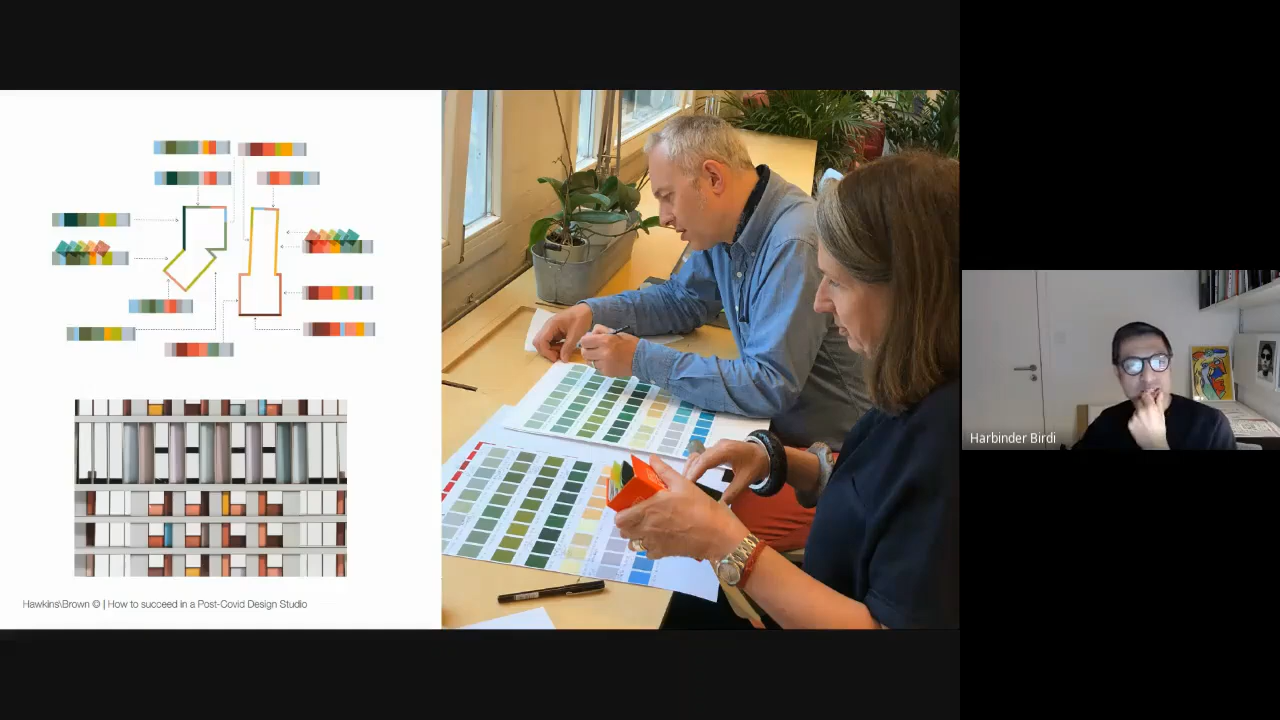 Hawkins\Brown © | How to succeed in a Post-Covid Design Studio
Harbinder Birdi